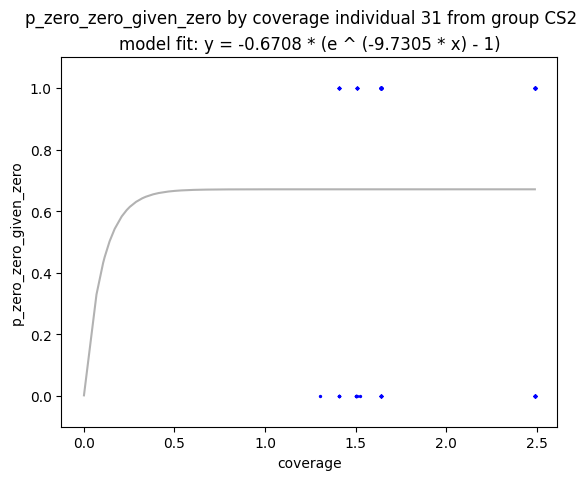 p_zero_zero_given_zero by coverage individual 31 from group CS2
model fit: y = -0.6708 * (e ^ (-9.7305 * x) - 1)
p_zero_zero_given_zero
1.0
0.8
0.6
0.4
0.2
0.0
0.0 0.5 1.0 1.5 2.0 2.5
coverage